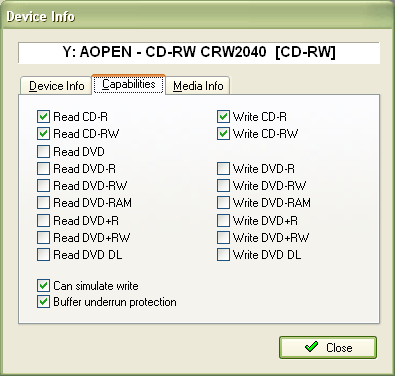 Device Info
Y: AOPEN - CD-RW CRW2040 [CD-RW]
Device Info Capabilities Media Info
Read CD-R Write CD-R
Read CD-RW Write CD-RW
Read DVD
Read DVD-R Write DVD-R
Read DVD-RW Write DVD-RW
Read DVD-RAM Write DVD-RAM
Read DVD+R Write DVD+R
Read DVD+RW Write DVD+RW
Read DVD DL Write DVD DL
Can simulate write
Buffer underrun protection
Close